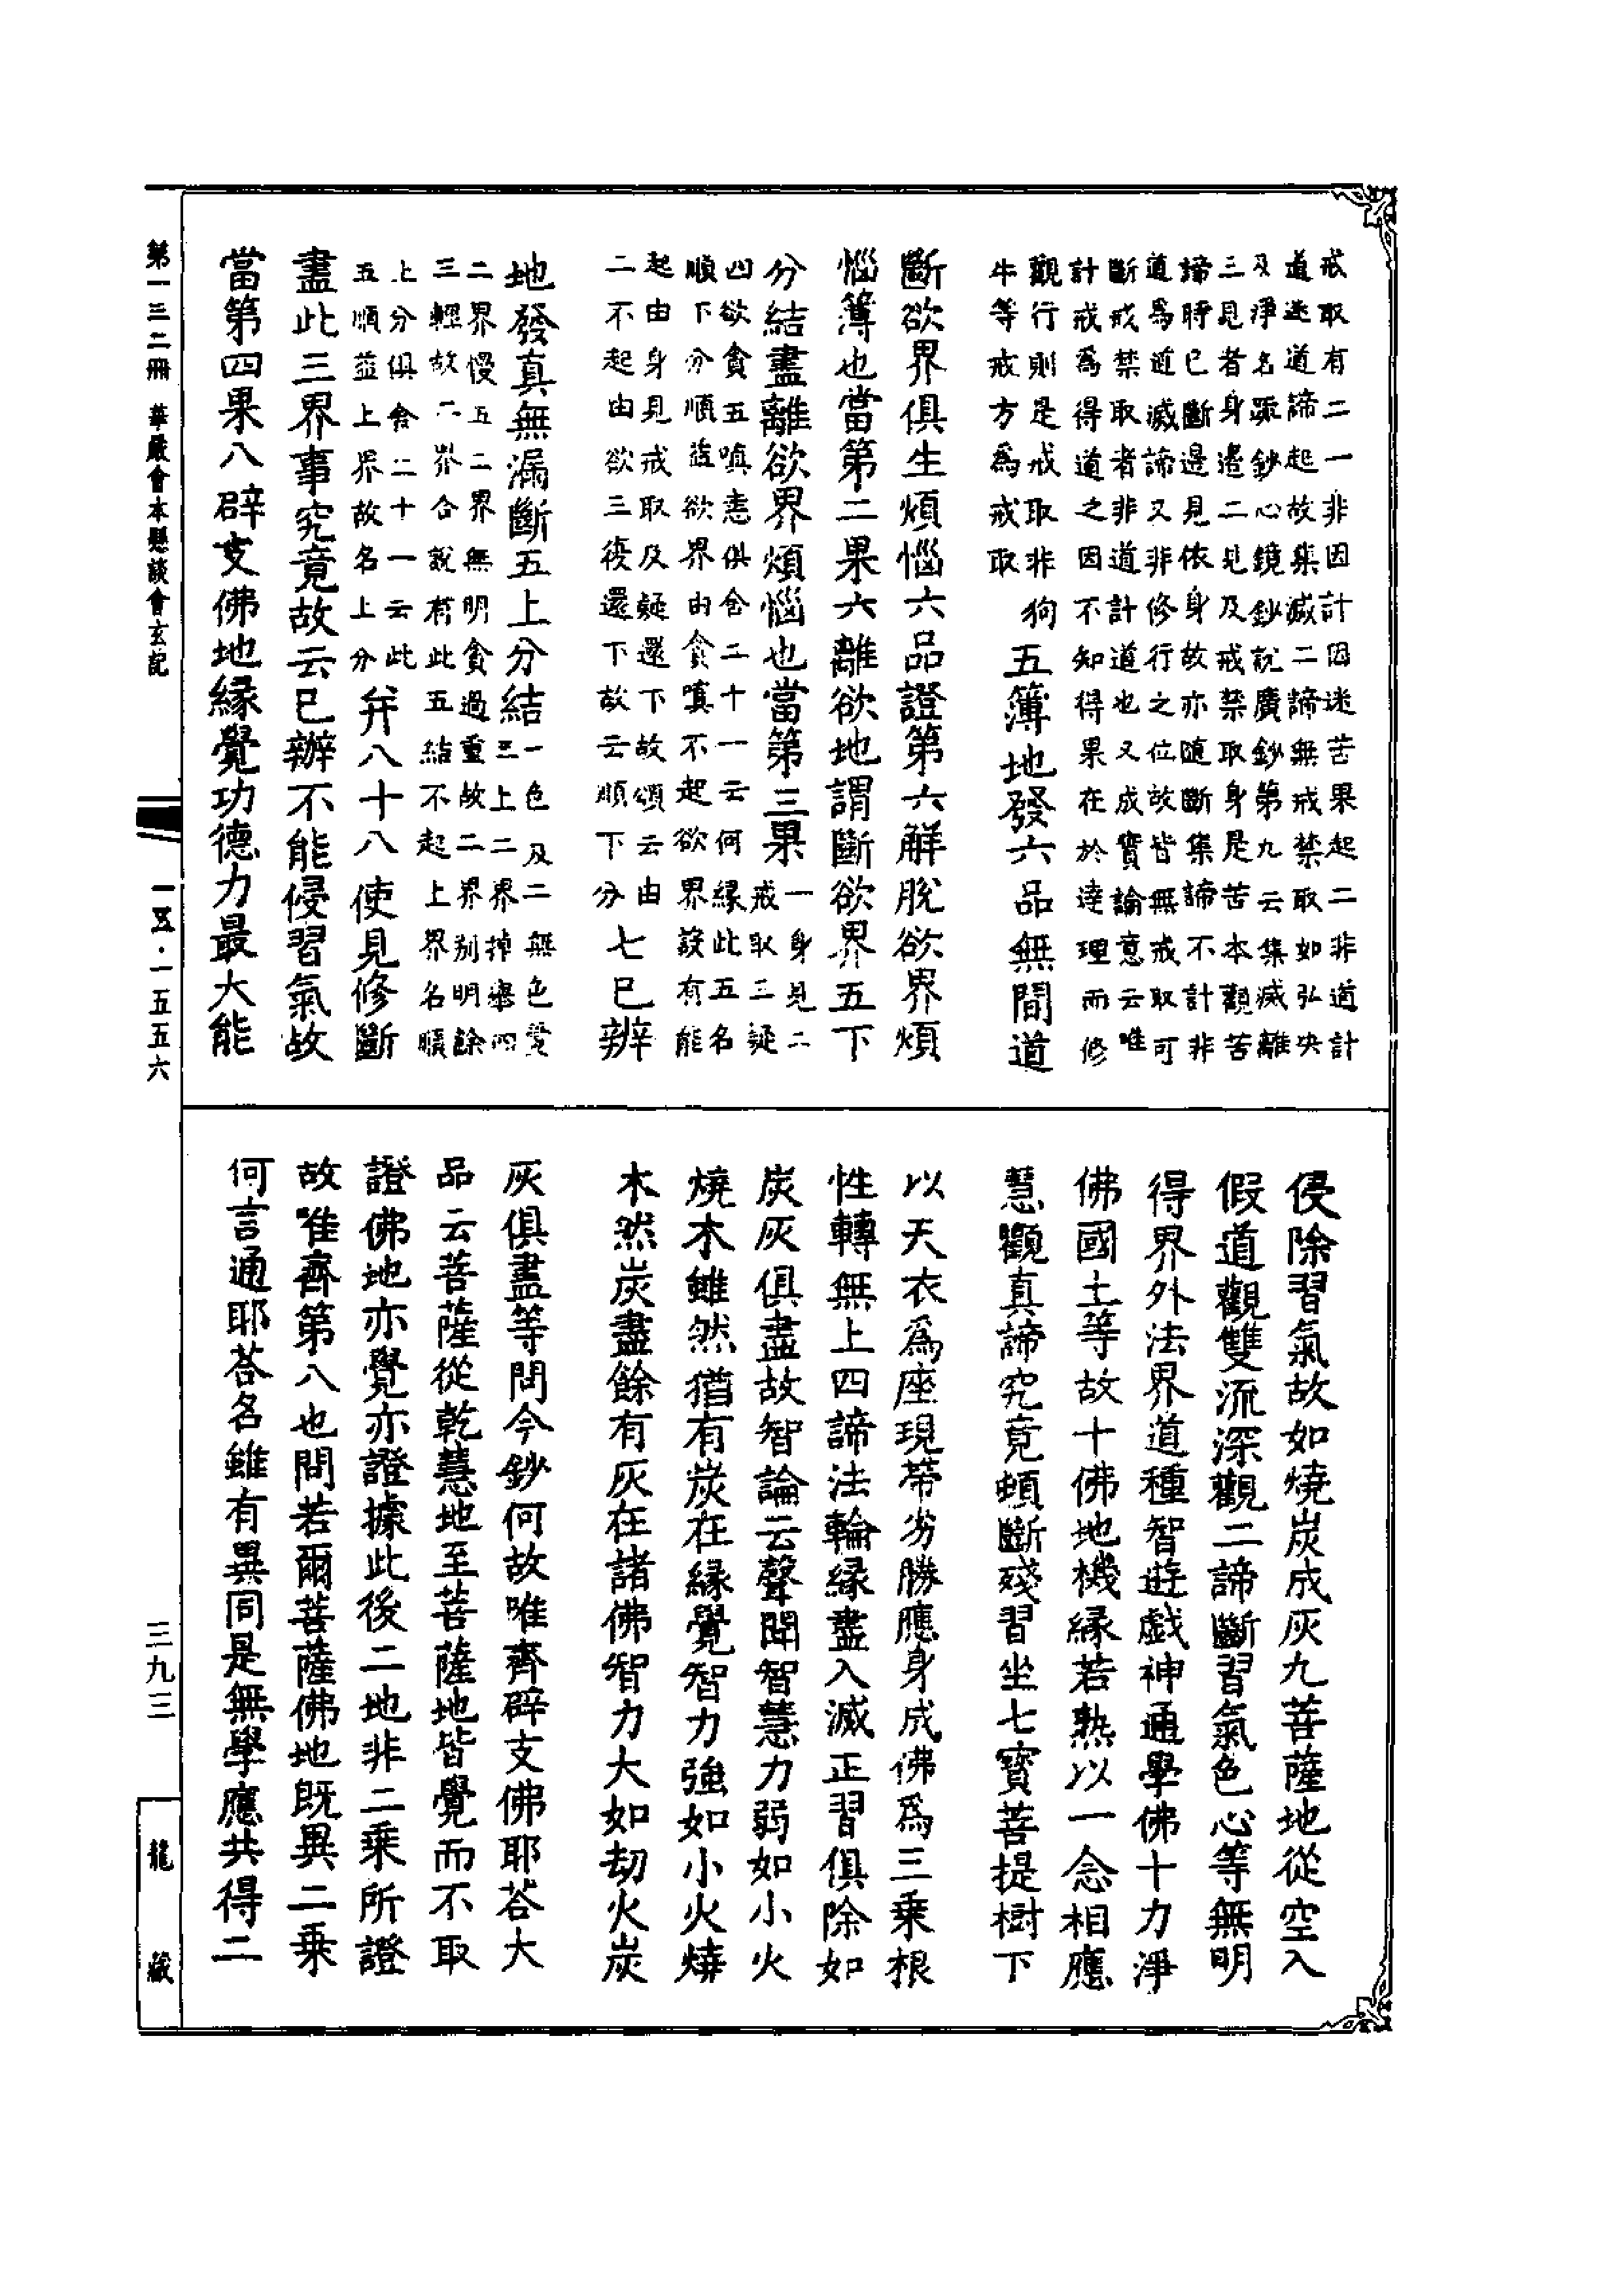 戒取有二一非因計因迷苦果起二非道計
道迷道諦起故集滅二諦無戒禁取如弘決
及淨名疏鈔心鏡鈔說廣鈔第九云集滅離
三見者身邊二見及戒禁取身是苦本觀苦
諦時已斷邊見依身故亦隨斷集諦不計非
道為道滅諦又非修行之位故皆無戒取可
斷戒禁取者非道計道也又成實論意云唯
計戒為得道之因不知得果在於達理而修
觀行則是戒取非狗
牛等戒方為戒取
五簿地發六品無間道
斷欲界俱生煩惱六品證第六解脫欲界煩
惱簿也當第二果六離欲地謂斷欲界五下
分結盡離欲界煩惱也當第三果
一身見二
戒取三疑
四欲貪五嗔恚俱舍二十一云何緣此五名
順下分順益欲界由貪嗔不起欲界設有能
起由身見戒取及疑還下故頌云由
二不起由欲三復還下故云順下分
七已辨
地發真無漏斷五上分結
一色及二無色愛
三上二界掉舉四
二界慢五二界無明貪過重故二界別明餘
三輕故二界合說有此五結不起上界名順
上分俱舍二十一云此
五順益上界故名上分
并八十八使見修斷
盡此三界事究竟故云已辦不能侵習氣故
當第四果八辟支佛地緣覺功德力最大能
侵除習氣故如燒炭成灰九菩薩地從空入
假道觀雙流深觀二諦斷習氣色心等無明
得界外法界道種智遊戲神通學佛十力淨
佛國土等故十佛地機緣若熟以一念相應
慧觀真諦究竟頓斷殘習坐七寶菩提樹下
以天衣為座現帶劣勝應身成佛為三乘根
性轉無上四諦法輪緣盡入滅正習俱除如
炭灰俱盡故智論云聲聞智慧力弱如小火
燒木雖然猶有炭在緣覺智力強如小火燒
木然炭盡餘有灰在諸佛智力大如劫火炭
灰俱盡等問今鈔何故唯齊辟支佛耶荅大
品云菩薩從乾慧地至菩薩地皆覺而不取
證佛地亦覺亦證據此後二地非二乘所證
故唯齊第八也問若爾菩薩佛地既異二乘
何言通耶荅名雖有異同是無學應共得二
第一三二冊 華嚴會本懸談會玄記
一五·一五五六
三九三
龍藏